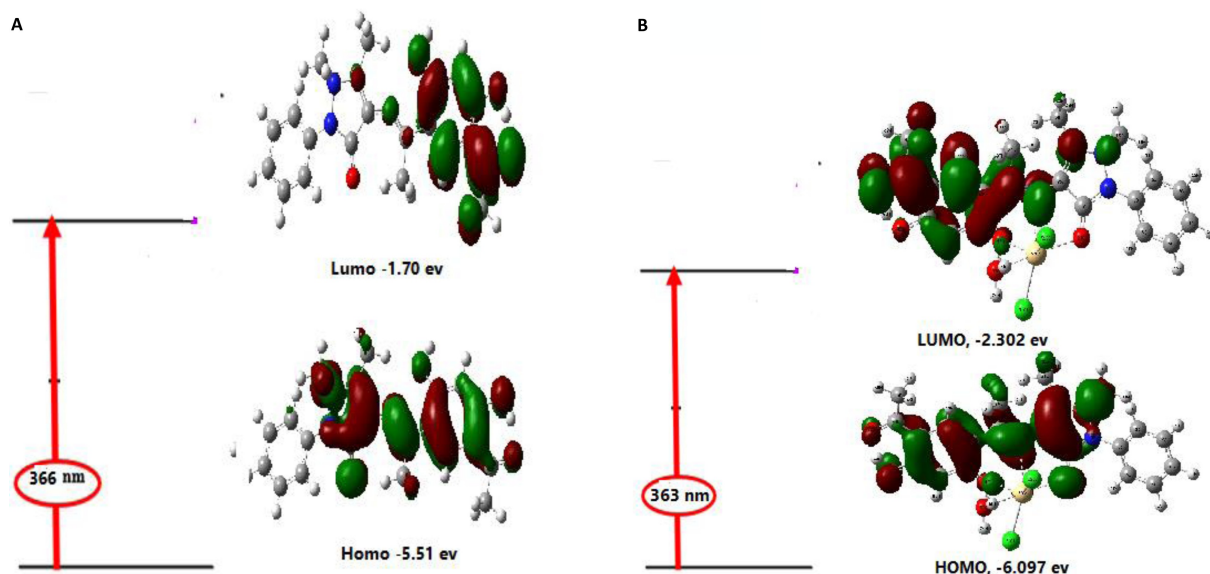 A
B
Lumo -1.70 ev
LUMO, -2.302 ev
366 nm
363 nm
Homo -5.51 ev
HOMO, -6.097 ev